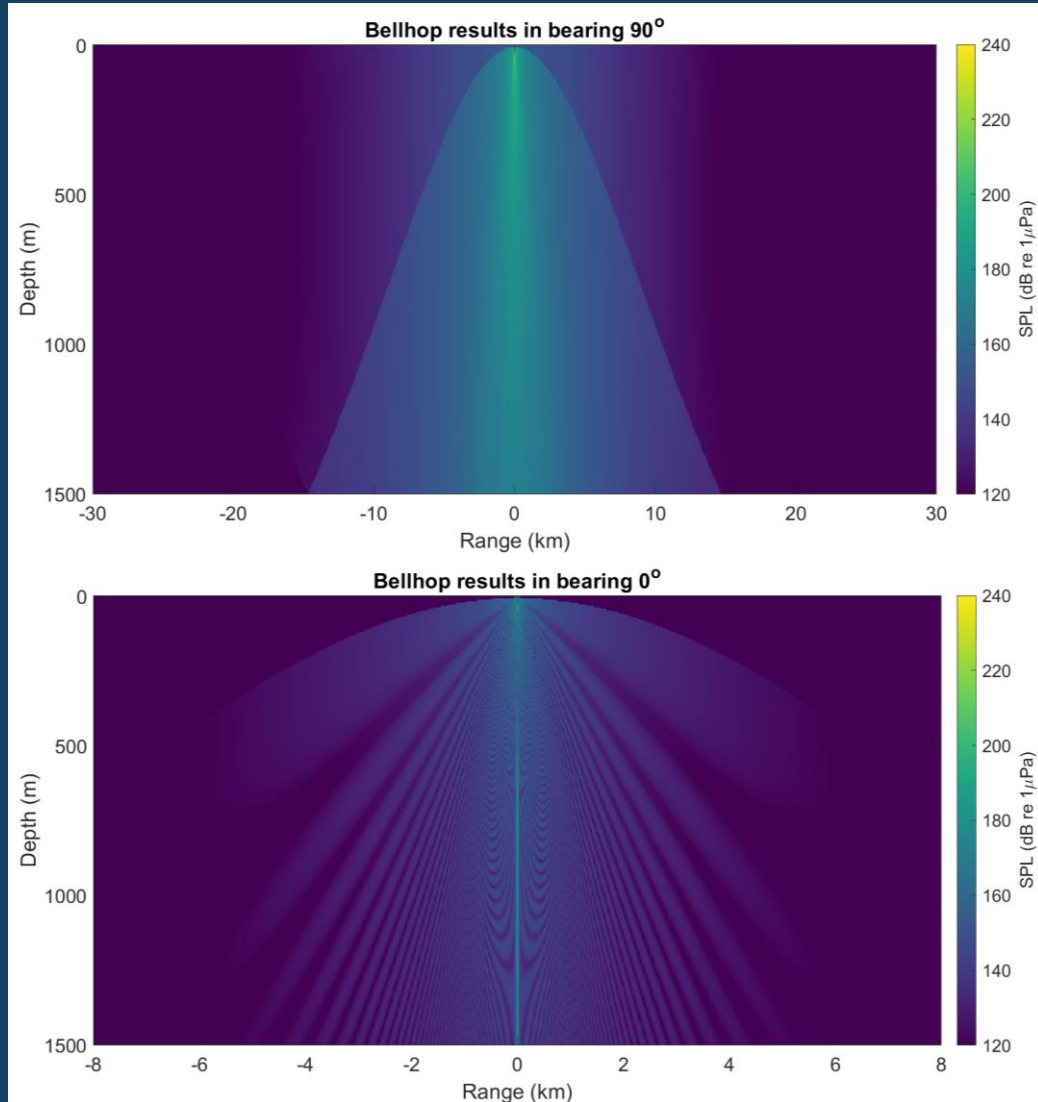 Bellhop results in bearing 90°
0
500
1000
1500
Depth (m)
-30 -20 -10 0 10 20 30
Range (km)
240
220
200
180
160
140
120
SPL (dB re 1μPa)
Bellhop results in bearing 0°
0
500
1000
1500
Depth (m)
-8 -6 -4 -2 0 2 4 6 8
Range (km)
240
220
200
180
160
140
120
SPL (dB re 1μPa)